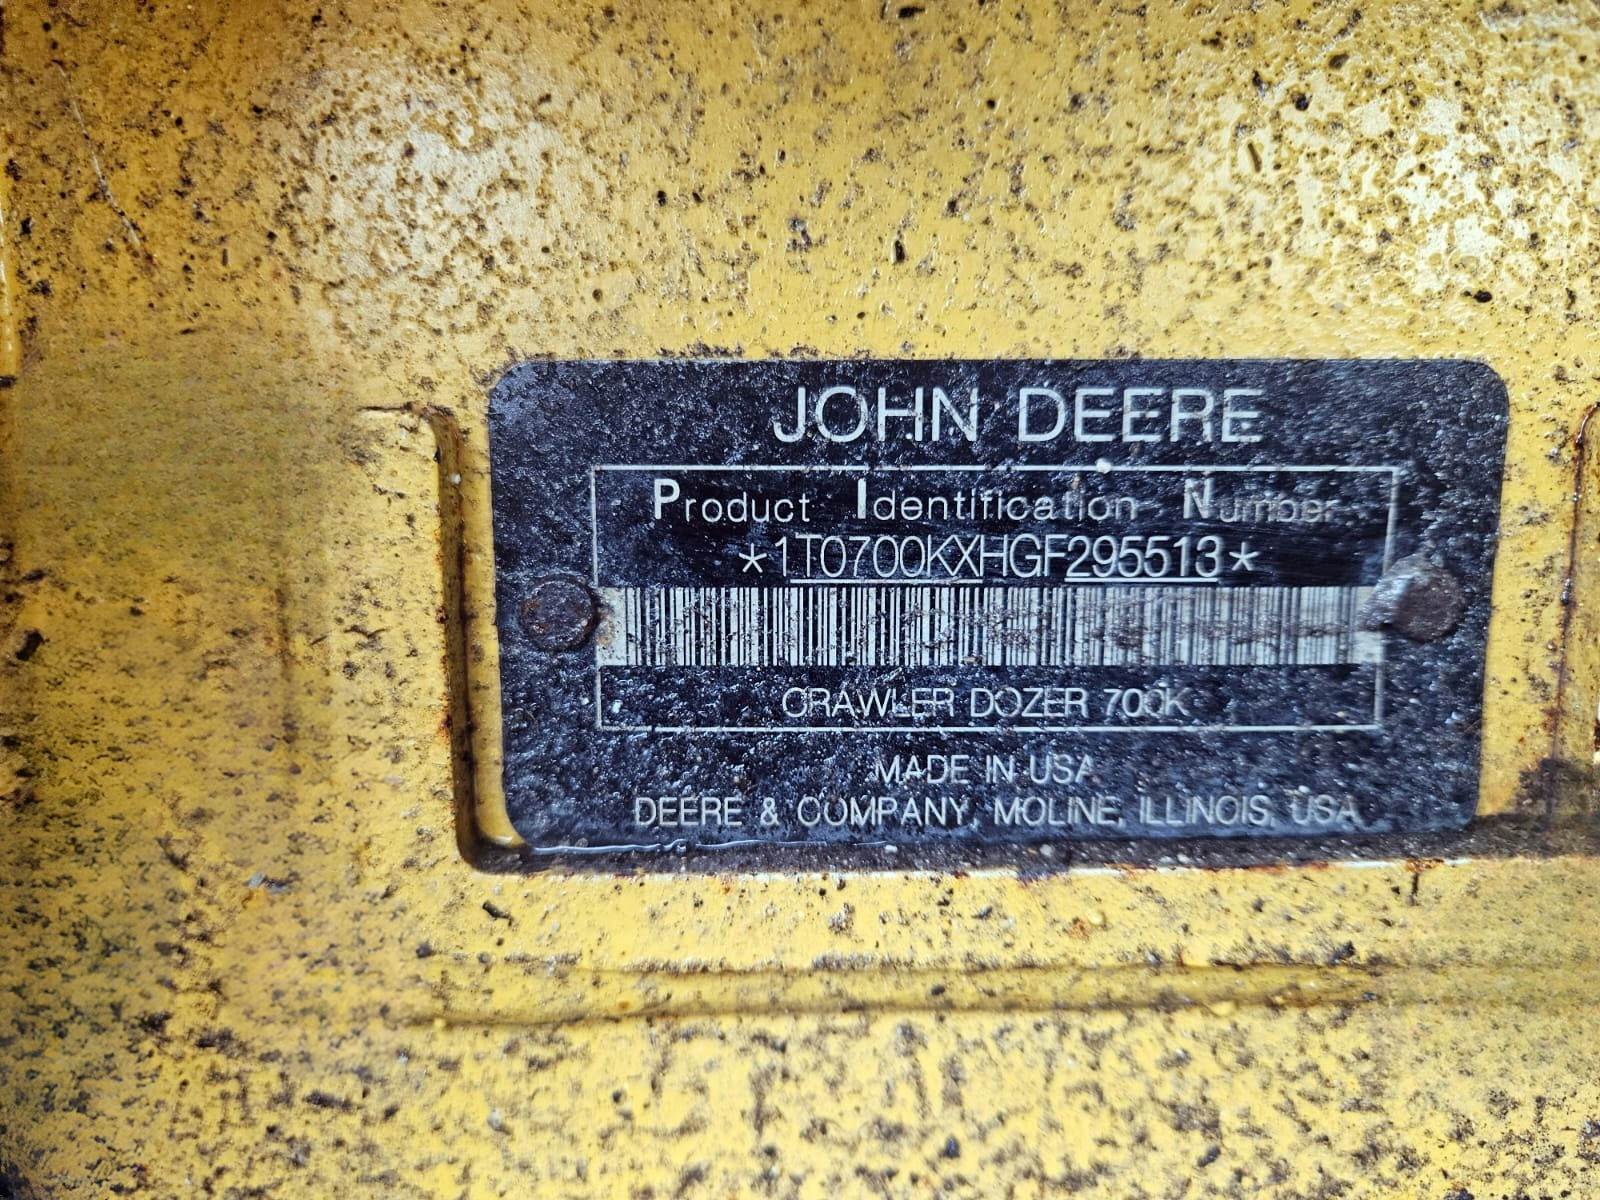 JOHN DEERE
Product Identification Number
*1T0700KXHGF295513*
CRAWLER DOZER 700K
MADE IN USA
DEERE & COMPANY, MOLINE, ILLINOIS, USA